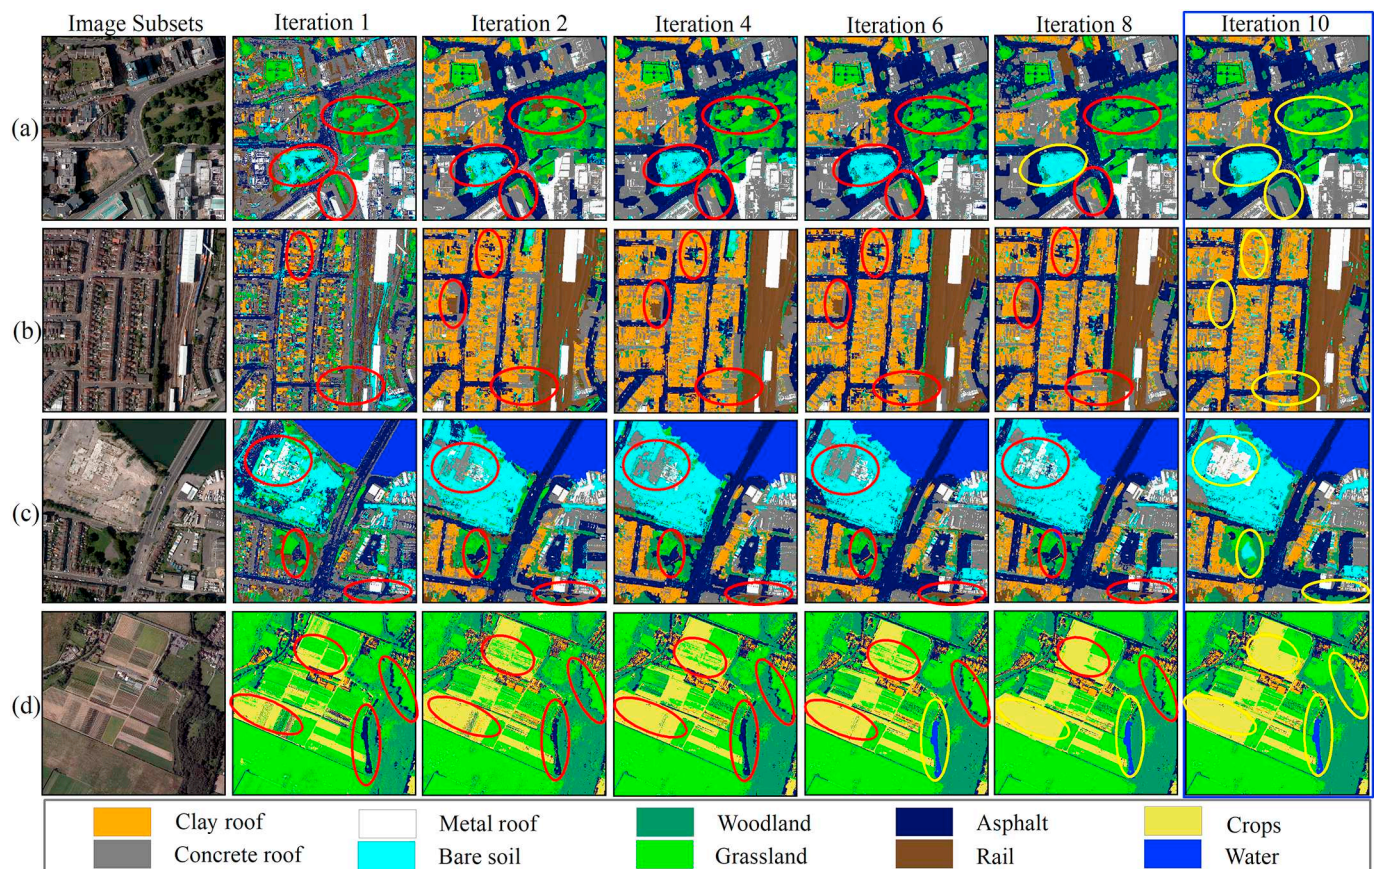 Image Subsets Iteration 1 Iteration 2 Iteration 4 Iteration 6 Iteration 8 Iteration 10
(a)
(b)
(c)
(d)
Clay roof Metal roof Woodland Asphalt Crops
Concrete roof Bare soil Grassland Rail Water